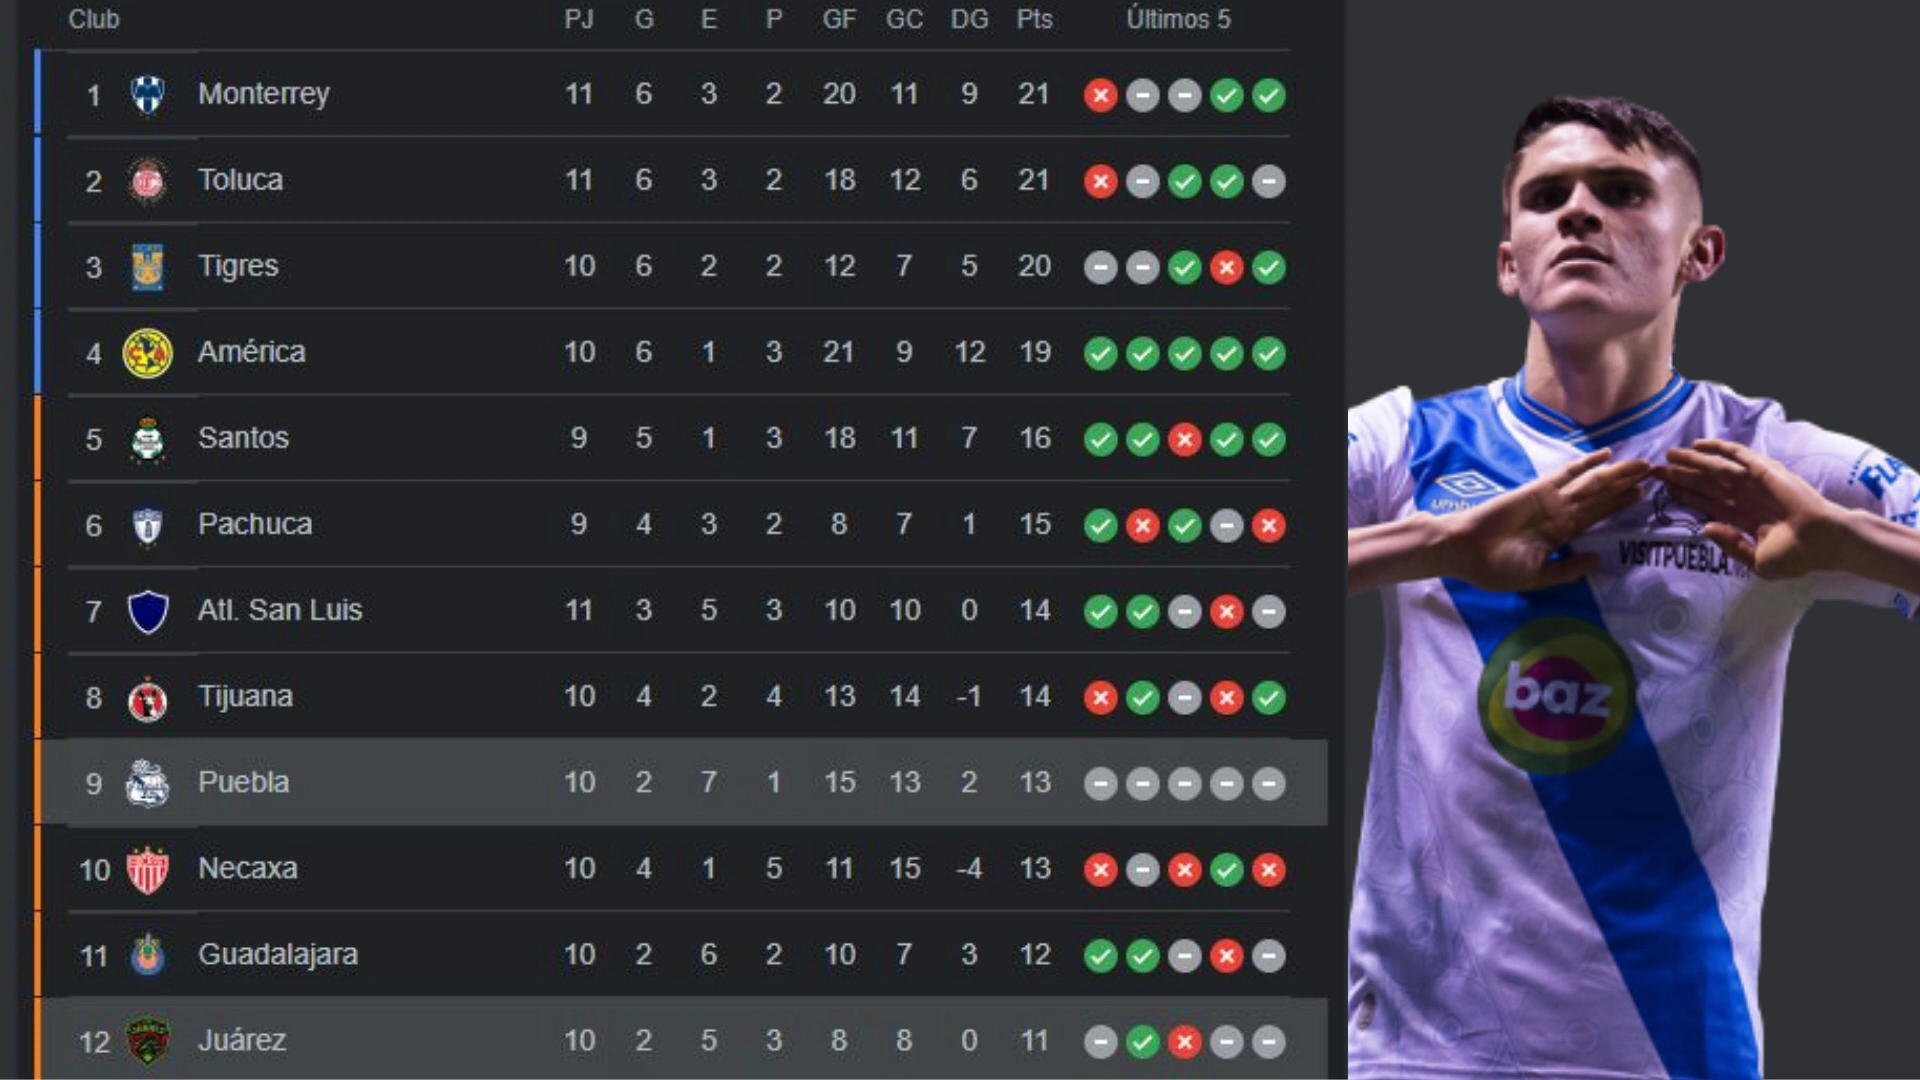 Club PJ G E P GF GC DG Pts Últimos 5
1 Monterrey 11 6 3 2 20 11 9 21
2 Toluca 11 6 3 2 18 12 6 21
3 Tigres 10 6 2 2 12 7 5 20
4 América 10 6 1 3 21 9 12 19
5 Santos 9 5 1 3 18 11 7 16
6 Pachuca 9 4 3 2 8 7 1 15
7 Atl. San Luis 11 3 5 3 10 10 0 14
8 Tijuana 10 4 2 4 13 14 -1 14
9 Puebla 10 2 7 1 15 13 2 13
10 Necaxa 10 4 1 5 11 15 -4 13
11 Guadalajara 10 2 6 2 10 7 3 12
12 Juárez 10 2 5 3 8 8 0 11
VISITPUEBLA
baz